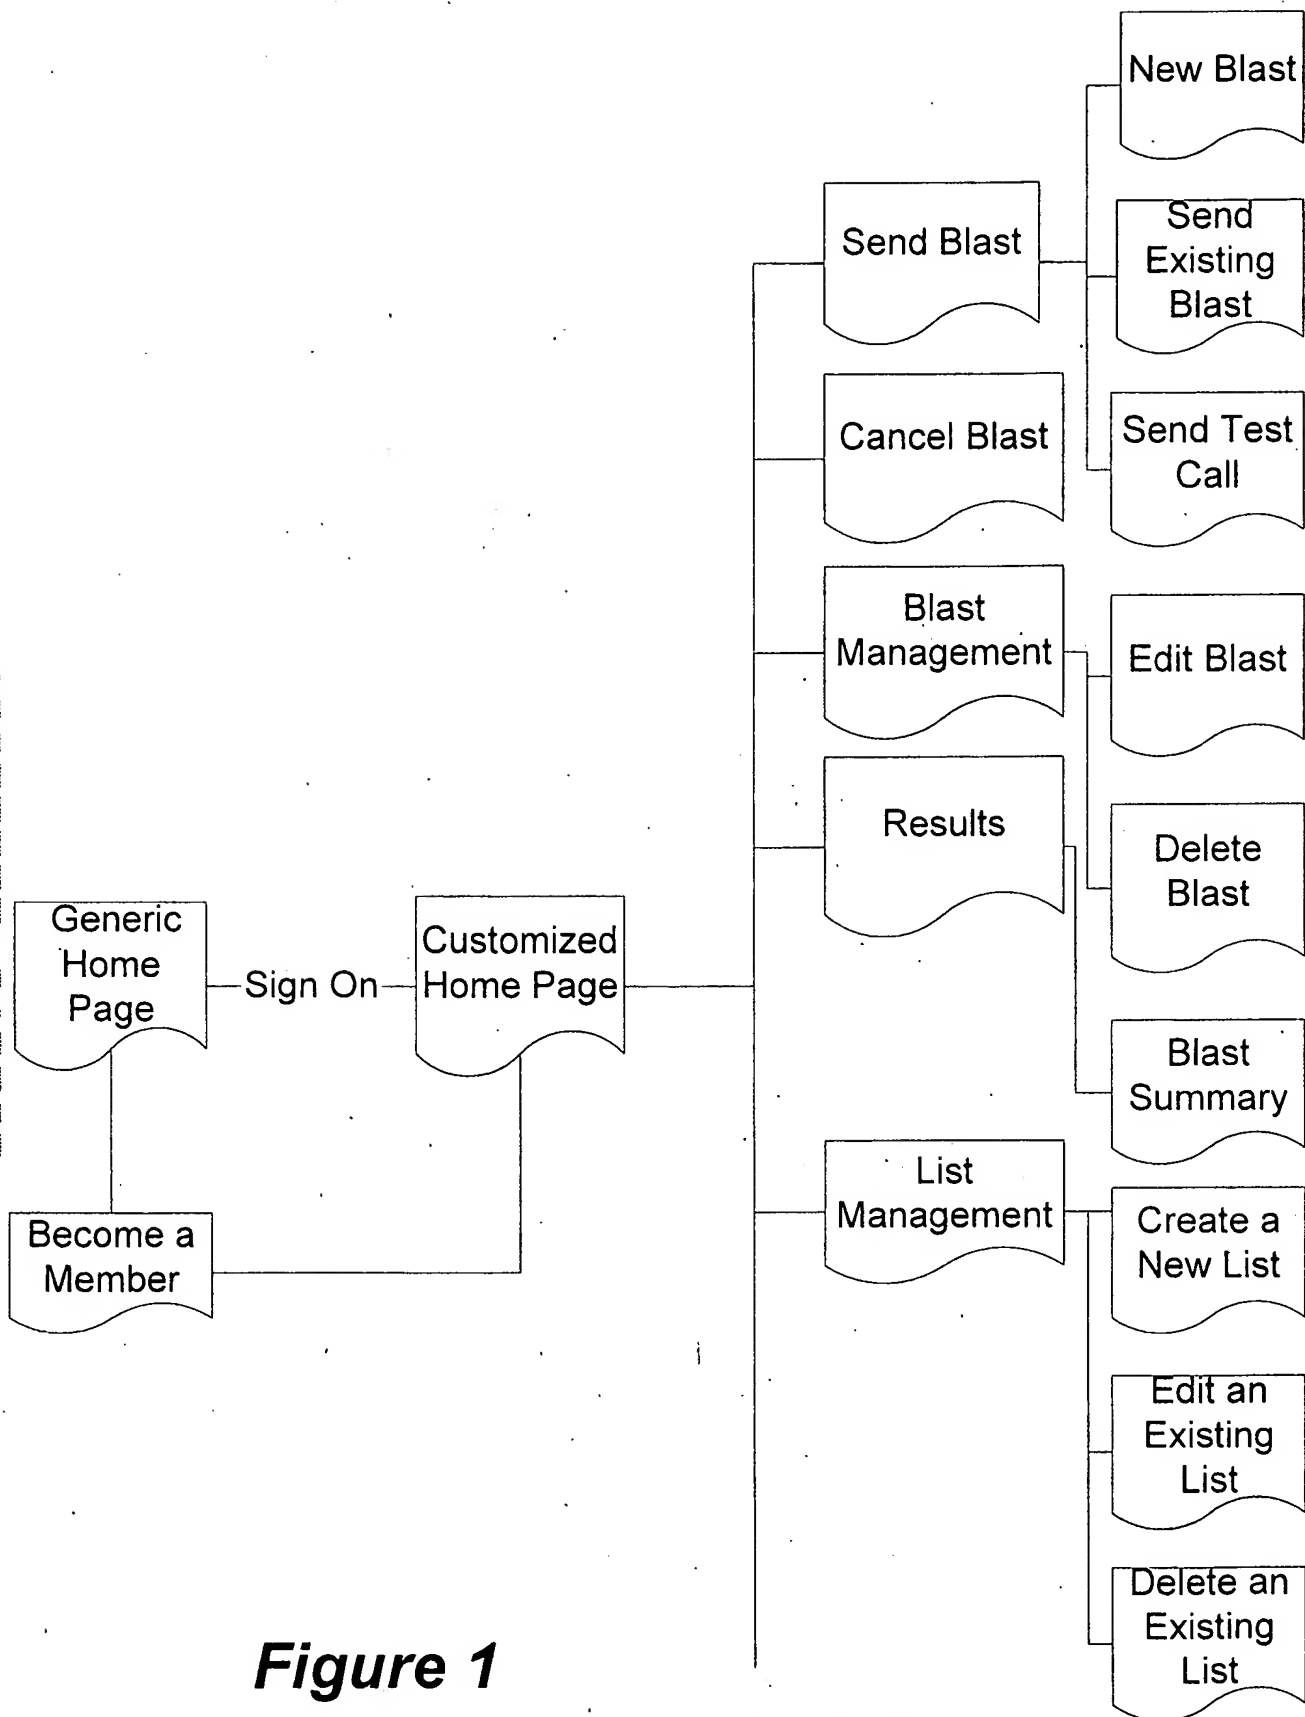 New Blast
Send Blast
Send
Existing
Blast
Cancel Blast
Send Test
Call
Blast
Management
Edit Blast
Results
Delete
Blast
Generic
Home
Page
Sign On
Customized
Home Page
Blast
Summary
List
Management
Create a
New List
Become a
Member
Edit an
Existing
List
Delete an
Existing
List
Figure 1